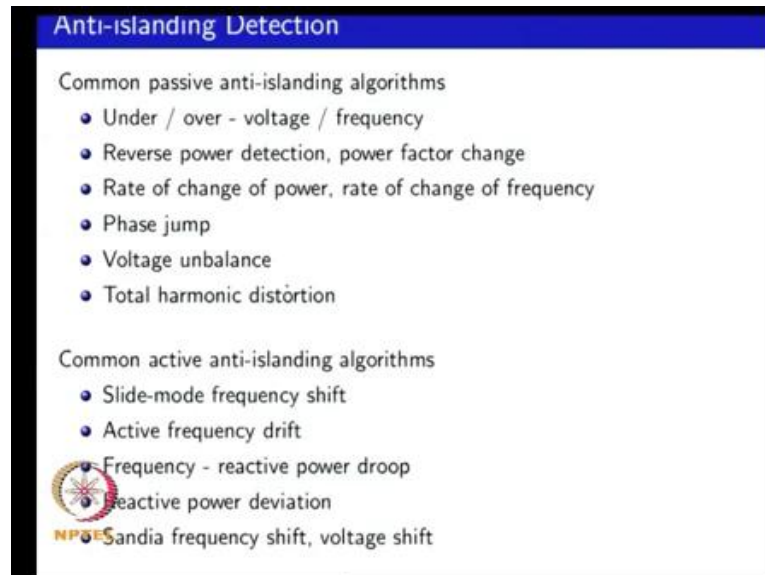 Anti-islanding Detection
Common passive anti-islanding algorithms
Under / over - voltage / frequency
Reverse power detection, power factor change
Rate of change of power, rate of change of frequency
Phase jump
Voltage unbalance
Total harmonic distortion
Common active anti-islanding algorithms
Slide-mode frequency shift
Active frequency drift
Frequency - reactive power droop
Reactive power deviation
Sandia frequency shift, voltage shift
NPTEL